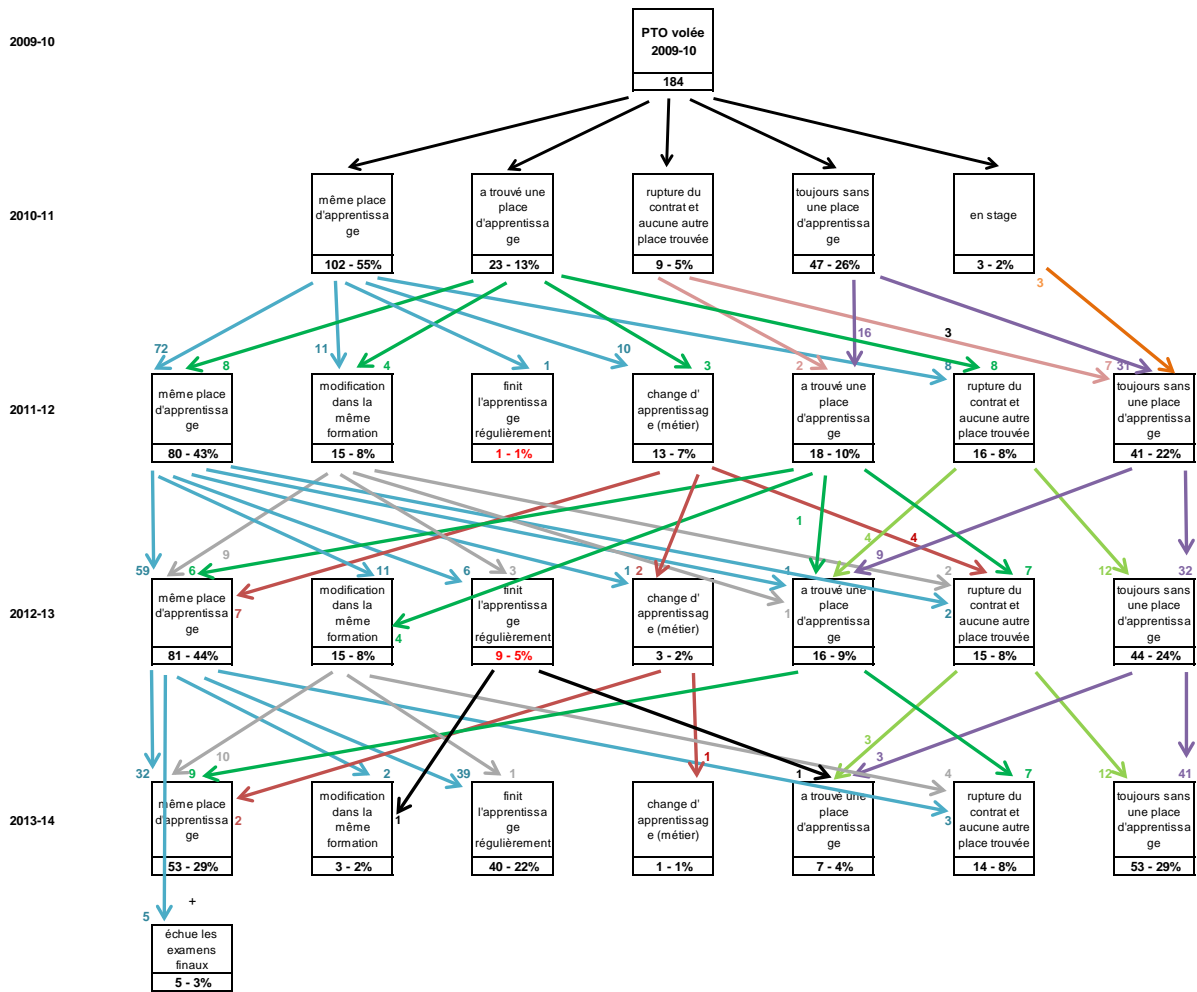 PTO volée
2009-10
2009-10
184
2010-11
même place
d'apprentissa
ge
102 - 55%
a trouvé une
place
d'apprentissa
ge
23 - 13%
rupture du
contrat et
aucune autre
place trouvée
9 - 5%
toujours sans
une place
d'apprentissa
ge
47 - 26%
en stage
3 - 2%
3
16
3
72
11
10
8
4
1
3
2
8
8
7
31
2011-12
même place
d'apprentissa
ge
80 - 43%
modification
dans la
même
formation
15 - 8%
finit
l'apprentissa
ge
régulièrement
1 - 1%
change d'
apprentissag
e (métier)
13 - 7%
a trouvé une
place
d'apprentissa
ge
18 - 10%
rupture du
contrat et
aucune autre
place trouvée
16 - 8%
toujours sans
une place
d'apprentissa
ge
41 - 22%
1
4
4
9
9
59
6
11
6
3
1
2
1
2
7
12
32
2012-13
même place
d'apprentissa
ge
81 - 44%
7
modification
dans la
même
formation
15 - 8%
4
finit
l'apprentissa
ge
régulièrement
9 - 5%
change d'
apprentissag
e (métier)
3 - 2%
1
a trouvé une
place
d'apprentissa
ge
16 - 9%
2
rupture du
contrat et
aucune autre
place trouvée
15 - 8%
toujours sans
une place
d'apprentissa
ge
44 - 24%
3
10
3
1
32
9
2
39
1
1
4
7
12
41
2013-14
même place
d'apprentissa
ge
53 - 29%
2
modification
dans la
même
formation
3 - 2%
1
finit
l'apprentissa
ge
régulièrement
40 - 22%
change d'
apprentissag
e (métier)
1 - 1%
a trouvé une
place
d'apprentissa
ge
7 - 4%
3
rupture du
contrat et
aucune autre
place trouvée
14 - 8%
toujours sans
une place
d'apprentissa
ge
53 - 29%
+
5
échue les
examens
finaux
5 - 3%